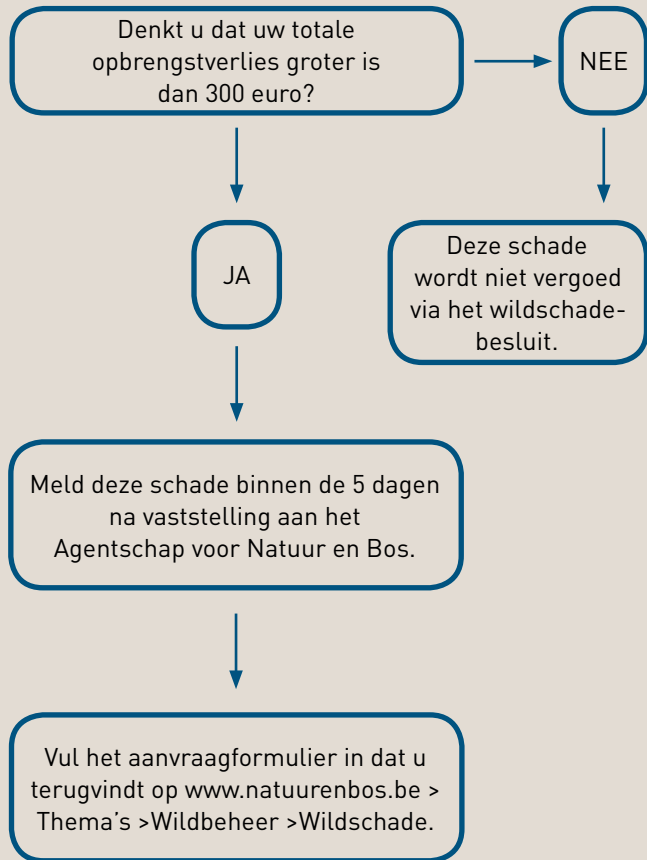 Denkt u dat uw totale
opbrengstverlies groter is
dan 300 euro?
NEE
JA
Deze schade
wordt niet vergoed
via het wildschade-
besluit.
Meld deze schade binnen de 5 dagen
na vaststelling aan het
Agentschap voor Natuur en Bos.
Vul het aanvraagformulier in dat u
terugvindt op www.natuurenbos.be >
Thema's >Wildbeheer >Wildschade.